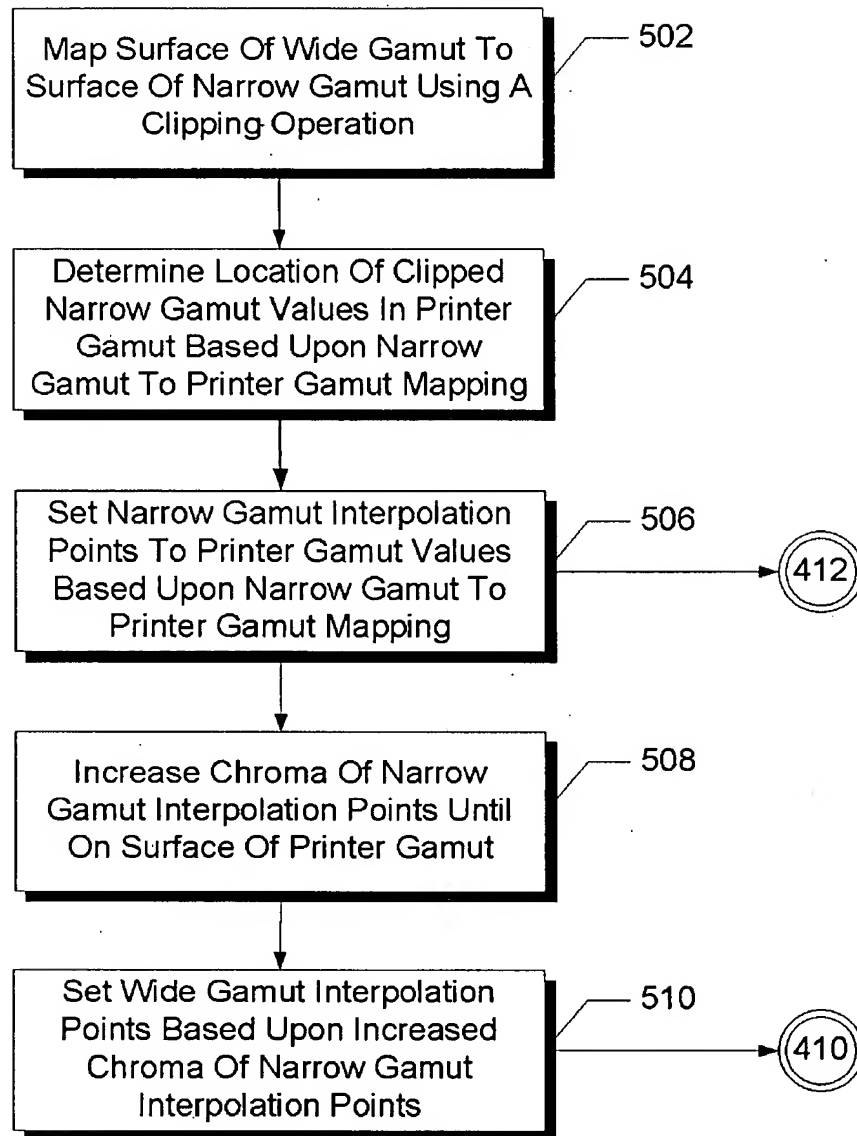 Map Surface Of Wide Gamut To
Surface Of Narrow Gamut Using A
Clipping Operation
502
Determine Location Of Clipped
Narrow Gamut Values In Printer
Gamut Based Upon Narrow
Gamut To Printer Gamut Mapping
504
Set Narrow Gamut Interpolation
Points To Printer Gamut Values
Based Upon Narrow Gamut To
Printer Gamut Mapping
506
412
Increase Chroma Of Narrow
Gamut Interpolation Points Until
On Surface Of Printer Gamut
508
Set Wide Gamut Interpolation
Points Based Upon Increased
Chroma Of Narrow Gamut
Interpolation Points
510
410